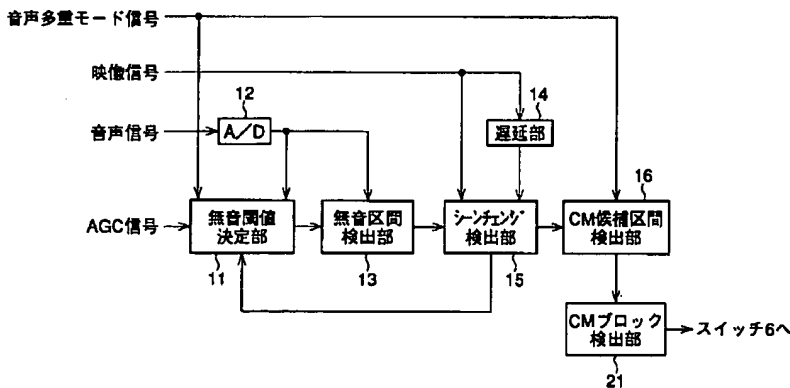 音声多重モード信号
映像信号
12
14
音声信号
A/D
遅延部
16
AGC信号
無音閾値
決定部
無音区間
検出部
シーンチェンジ
検出部
CM候補区間
検出部
11
13
15
CMブロック
検出部
スイッチ6へ
21